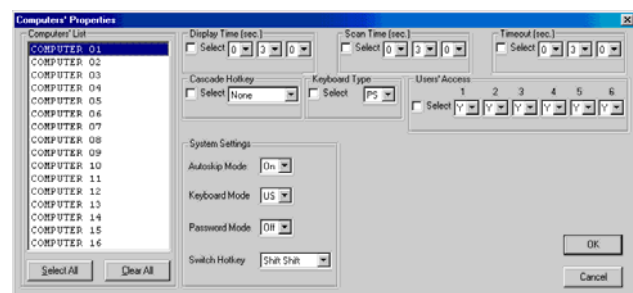 Computers' Properties
Computers' List
COMPUTER 01
COMPUTER 02
COMPUTER 03
COMPUTER 04
COMPUTER 05
COMPUTER 06
COMPUTER 07
COMPUTER 08
COMPUTER 09
COMPUTER 10
COMPUTER 11
COMPUTER 12
COMPUTER 13
COMPUTER 14
COMPUTER 15
COMPUTER 16
Select All Clear All
Display Time (sec.)
Select 0 3 0
Scan Time (sec.)
Select 0 3 0
Timeout (sec.)
Select 0 3 0
Cascade Hotkey
Select None
Keyboard Type
Select PS
Users' Access
1 2 3 4 5 6
Select Y Y Y Y Y Y
System Settings
Autoskip Mode On
Keyboard Mode US
Password Mode Off
Switch Hotkey Shift Shift
OK
Cancel